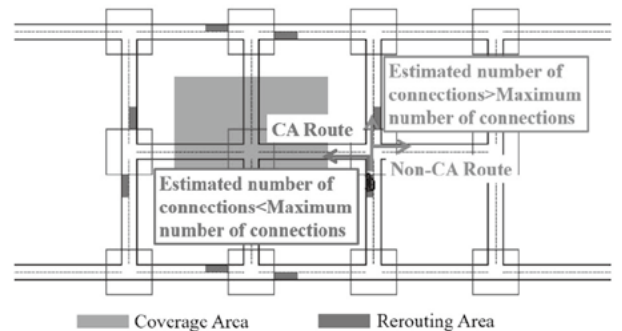 Estimated number of
connections>Maximum
number of connections
CA Route
Non-CA Route
Estimated number of
connections<Maximum
number of connections
Coverage Area
Rerouting Area